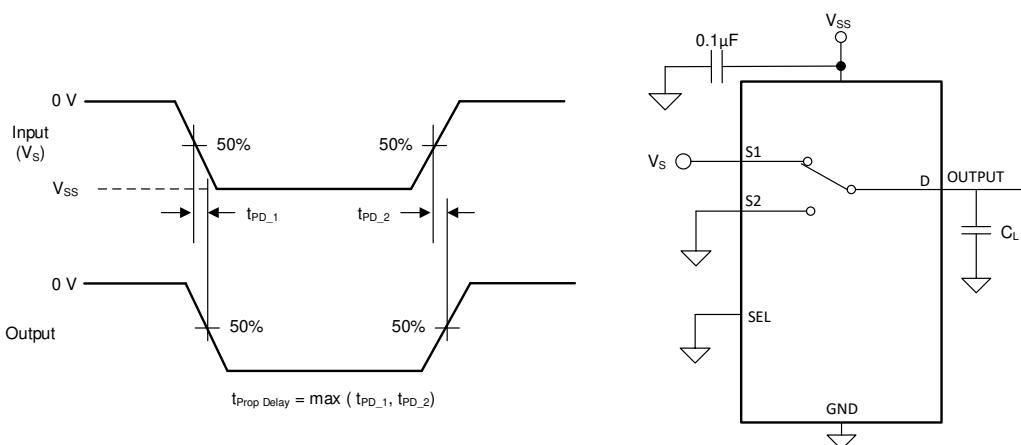 0 V
Input
(VS)
50%
50%
VSS
tPD_1
tPD_2
0 V
Output
50%
50%
tProp Delay = max ( tPD_1, tPD_2)
VSS
0.1µF
VS
S1
S2
D
OUTPUT
CL
SEL
GND